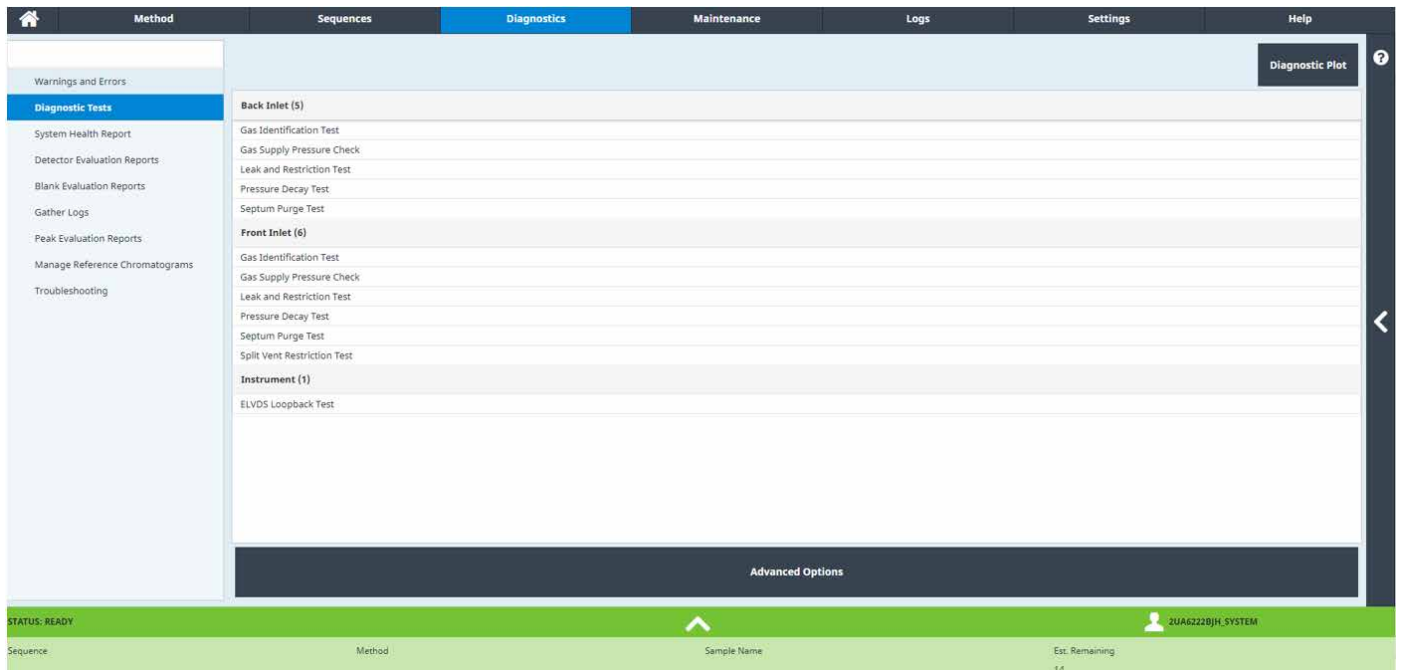 Method Sequences Diagnostics Maintenance Logs Settings Help
Diagnostic Plot
?
Warnings and Errors
Diagnostic Tests
System Health Report
Detector Evaluation Reports
Blank Evaluation Reports
Gather Logs
Peak Evaluation Reports
Manage Reference Chromatograms
Troubleshooting
Back Inlet (5)
Gas Identification Test
Gas Supply Pressure Check
Leak and Restriction Test
Pressure Decay Test
Septum Purge Test
Front Inlet (6)
Gas Identification Test
Gas Supply Pressure Check
Leak and Restriction Test
Pressure Decay Test
Septum Purge Test
Split Vent Restriction Test
Instrument (1)
ELVDS Loopback Test
Advanced Options
STATUS: READY 2UA6222BJH_SYSTEM
Sequence Method Sample Name Est. Remaining